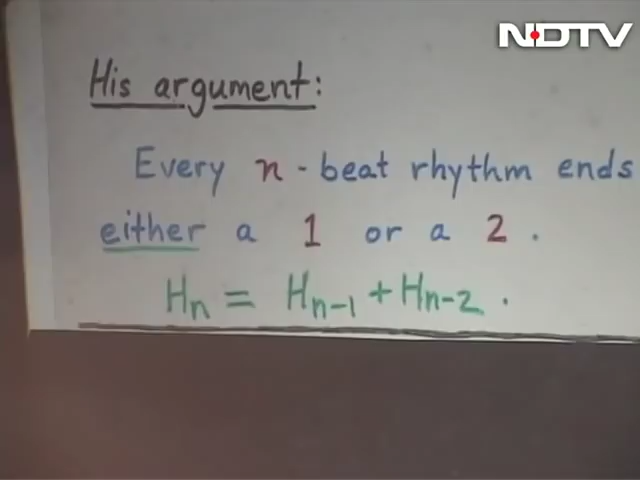 NDTV
His argument:
Every n-beat rhythm ends
either a 1 or a 2.
Hn = Hn-1 + Hn-2.